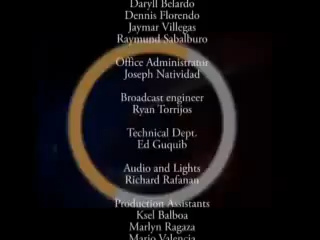 Daryll Belardo
Dennis Florendo
Jaymar Villegas
Raymund Sabalburo
Office Administrator
Joseph Natividad
Broadcast engineer
Ryan Torrijos
Technical Dept.
Ed Guquib
Audio and Lights
Richard Rafanan
Production Assistants
Ksel Balboa
Marlyn Ragaza
Mario Valencia